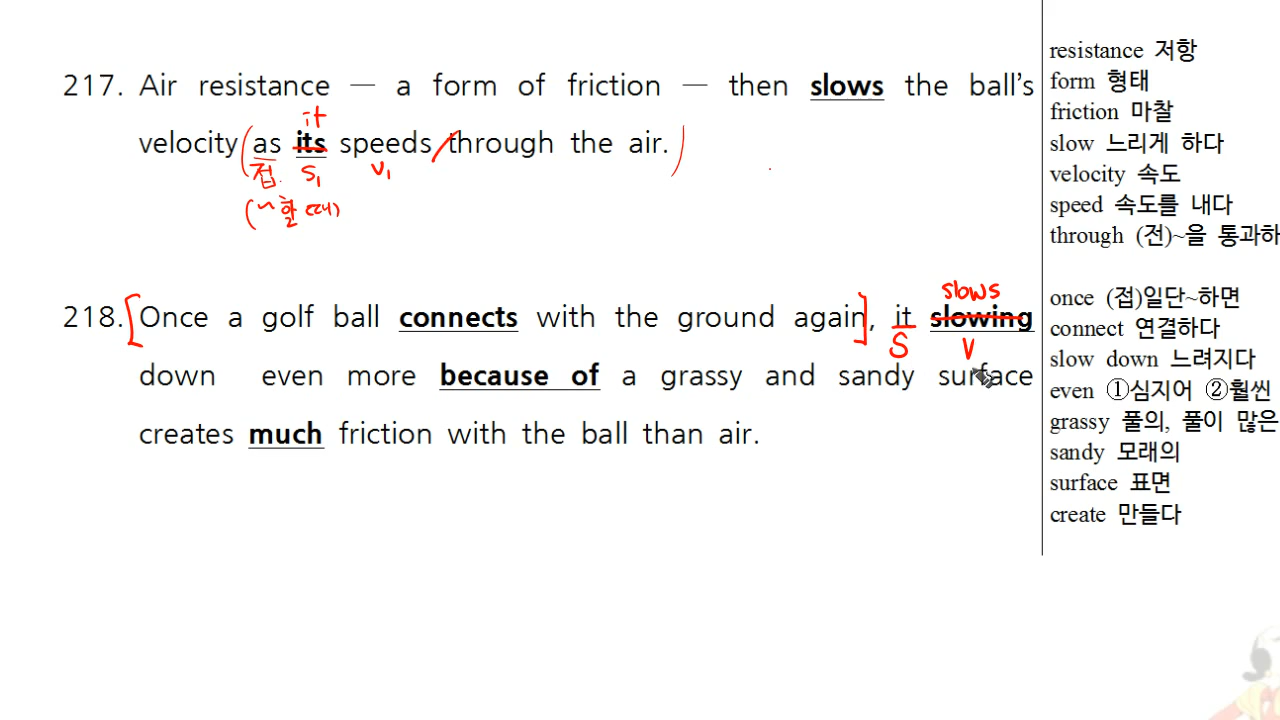 217. Air resistance — a form of friction — then slows the ball's
it
velocity (as its speeds through the air.)
접 S1 V1
(~할 때)
slows
218. [Once a golf ball connects with the ground again], it slowing
S V
down even more because of a grassy and sandy surface
creates much friction with the ball than air.
resistance 저항
form 형태
friction 마찰
slow 느리게 하다
velocity 속도
speed 속도를 내다
through (전)~을 통과하
once (접)일단~하면
connect 연결하다
slow down 느려지다
even ①심지어 ②훨씬
grassy 풀의, 풀이 많은
sandy 모래의
surface 표면
create 만들다